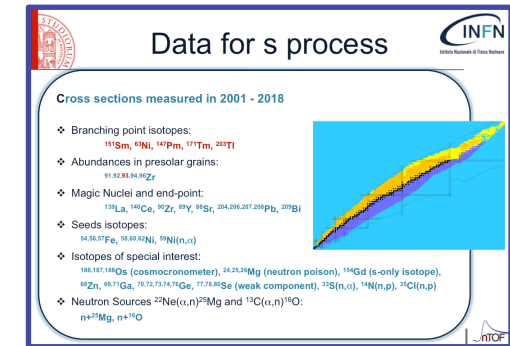 STUDIORUM
Data for s process
INFN
Istituto Nazionale di Fisica Nucleare
Cross sections measured in 2001 - 2018
❖ Branching point isotopes:
¹⁵¹Sm, ⁶³Ni, ¹⁴⁷Pm, ¹⁷¹Tm, ²⁰³Tl
❖ Abundances in presolar grains:
⁹¹,⁹²,⁹³,⁹⁴,⁹⁶Zr
❖ Magic Nuclei and end-point:
¹³⁹La, ¹⁴⁰Ce, ⁹⁰Zr, ⁸⁹Y, ⁸⁸Sr, ²⁰⁴,²⁰⁶,²⁰⁷,²⁰⁸Pb, ²⁰⁹Bi
❖ Seeds isotopes:
⁵⁴,⁵⁶,⁵⁷Fe, ⁵⁸,⁶⁰,⁶²Ni, ⁵⁹Ni(n,α)
❖ Isotopes of special interest:
¹⁸⁶,¹⁸⁷,¹⁸⁸Os (cosmocronometer), ²⁴,²⁵,²⁶Mg (neutron poison), ¹⁵⁴Gd (s-only isotope),
⁶⁸Zn, ⁶⁹,⁷¹Ga, ⁷⁰,⁷²,⁷³,⁷⁴,⁷⁶Ge, ⁷⁷,⁷⁸,⁸⁰Se (weak component), ³³S(n,α), ¹⁴N(n,p), ³⁵Cl(n,p)
❖ Neutron Sources ²²Ne(α,n)²⁵Mg and ¹³C(α,n)¹⁶O:
n+²⁵Mg, n+¹⁶O
nTOF